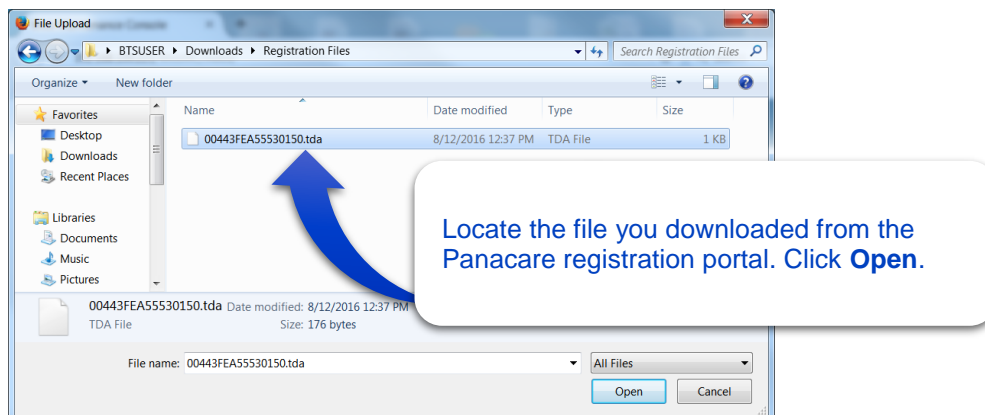 File Upload
BTSUSER Downloads Registration Files
Search Registration Files
Organize New folder
Name Date modified Type Size
Favorites
Desktop
Downloads
Recent Places
Libraries
Documents
Music
Pictures
00443FEA55530150.tda 8/12/2016 12:37 PM TDA File 1 KB
Locate the file you downloaded from the
Panacare registration portal. Click Open.
00443FEA55530150.tda Date modified: 8/12/2016 12:37 PM
TDA File Size: 176 bytes
File name: 00443FEA55530150.tda All Files
Open Cancel